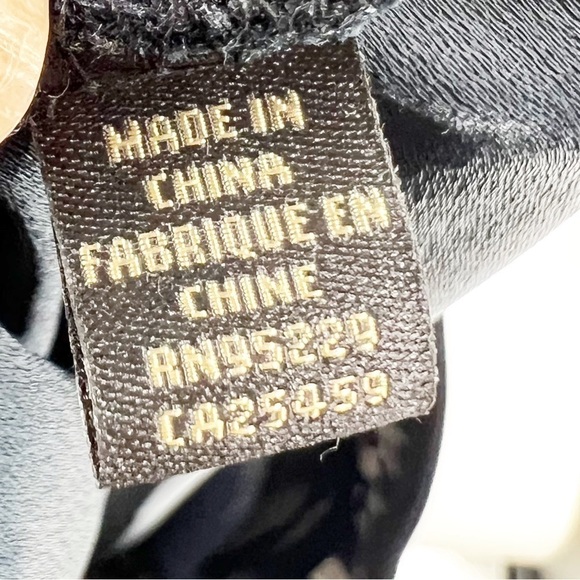 MADE IN
CHINA
FABRIQUE EN
CHINE
RN95229
CA25459